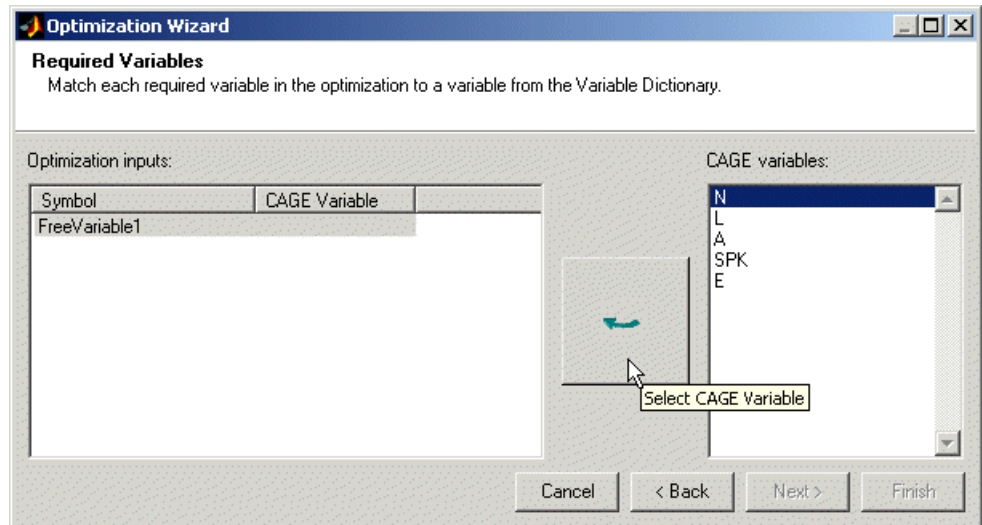 Optimization Wizard
Required Variables
Match each required variable in the optimization to a variable from the Variable Dictionary.
Optimization inputs:
CAGE variables:
Symbol CAGE Variable
FreeVariable1
N
L
A
SPK
E
Select CAGE Variable
Cancel
< Back
Next >
Finish